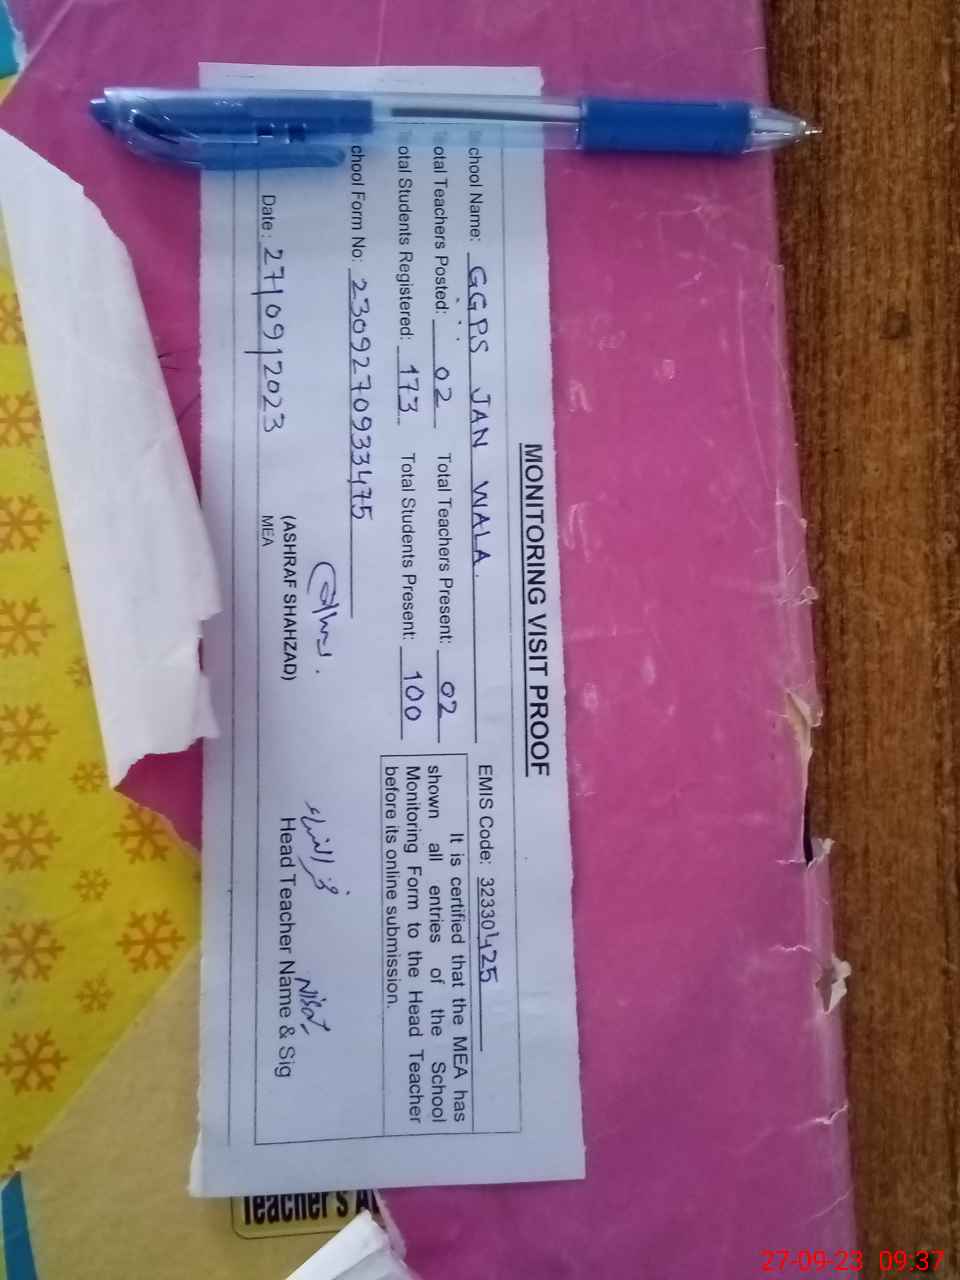 MONITORING VISIT PROOF
chool Name: GGPS JAN WALA. EMIS Code: 32330425
otal Teachers Posted: 02 Total Teachers Present: 02
otal Students Registered: 173 Total Students Present: 100
chool Form No: 2309270933475
It is certified that the MEA has
shown all entries of the School
Monitoring Form to the Head Teacher
before its online submission.
Date: 27/09/2023
(ASHRAF SHAHZAD)
MEA
Head Teacher Name & Sig
Teacher's A
27-09-23 09:37